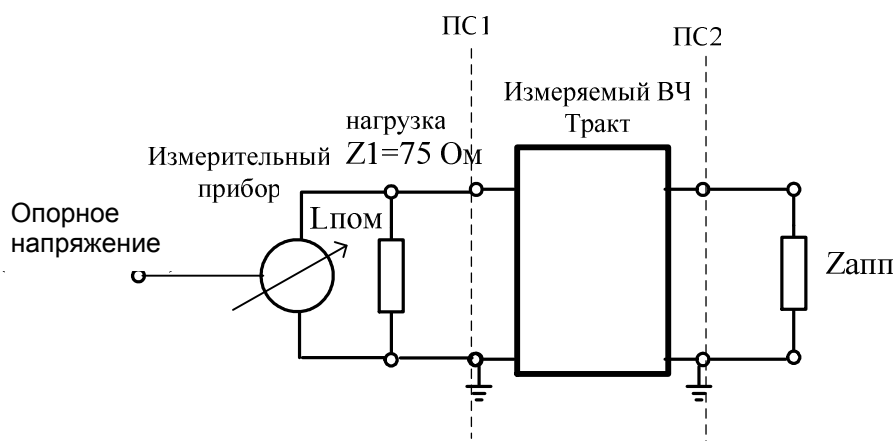 ПС1
ПС2
Измеряемый ВЧ
Тракт
нагрузка
Z1=75 Ом
Измерительный
прибор
Lпом
Опорное
напряжение
Zапп